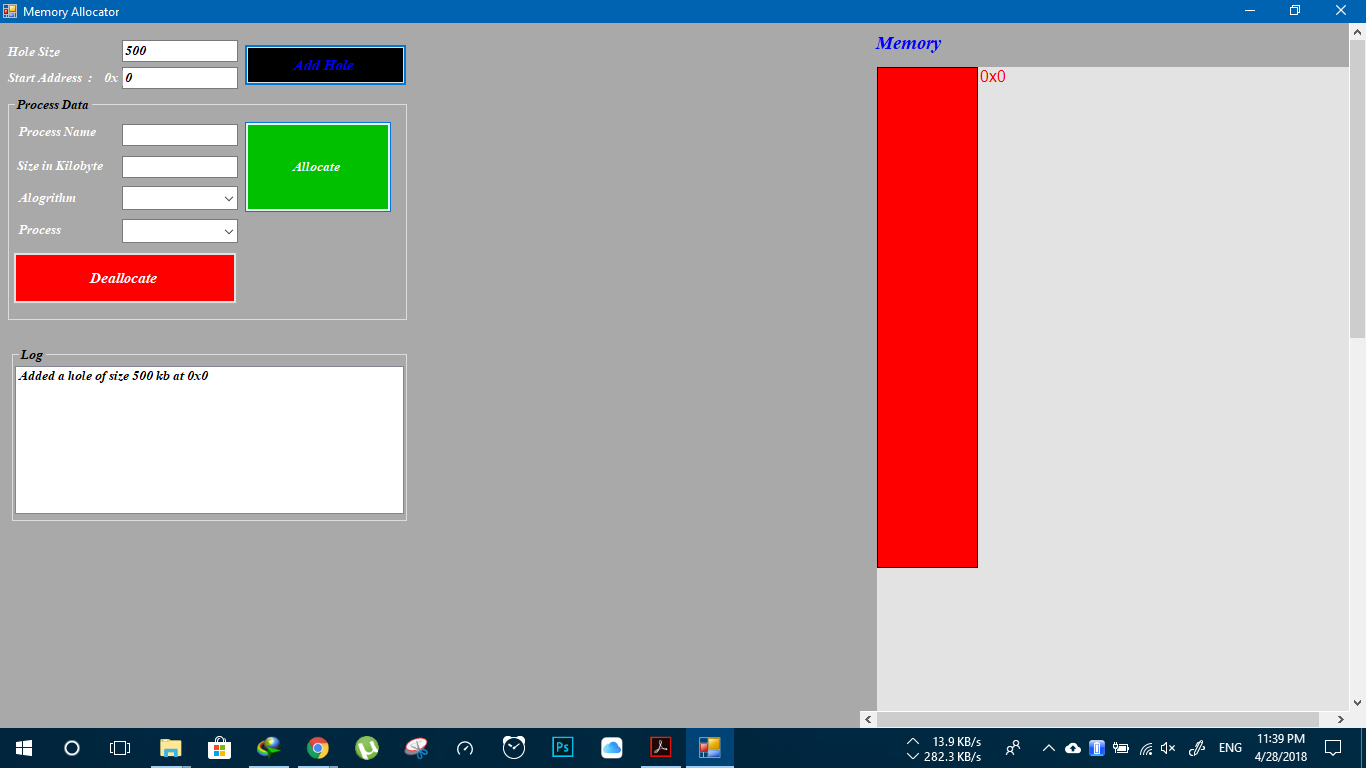 Memory Allocator
Hole Size
500
Add Hole
Start Address : 0x
0
Process Data
Process Name
Size in Kilobyte
Allocate
Alogrithm
Process
Deallocate
Log
Added a hole of size 500 kb at 0x0
Memory
0x0
Ps
13.9 KB/s
282.3 KB/s
ENG
11:39 PM
4/28/2018